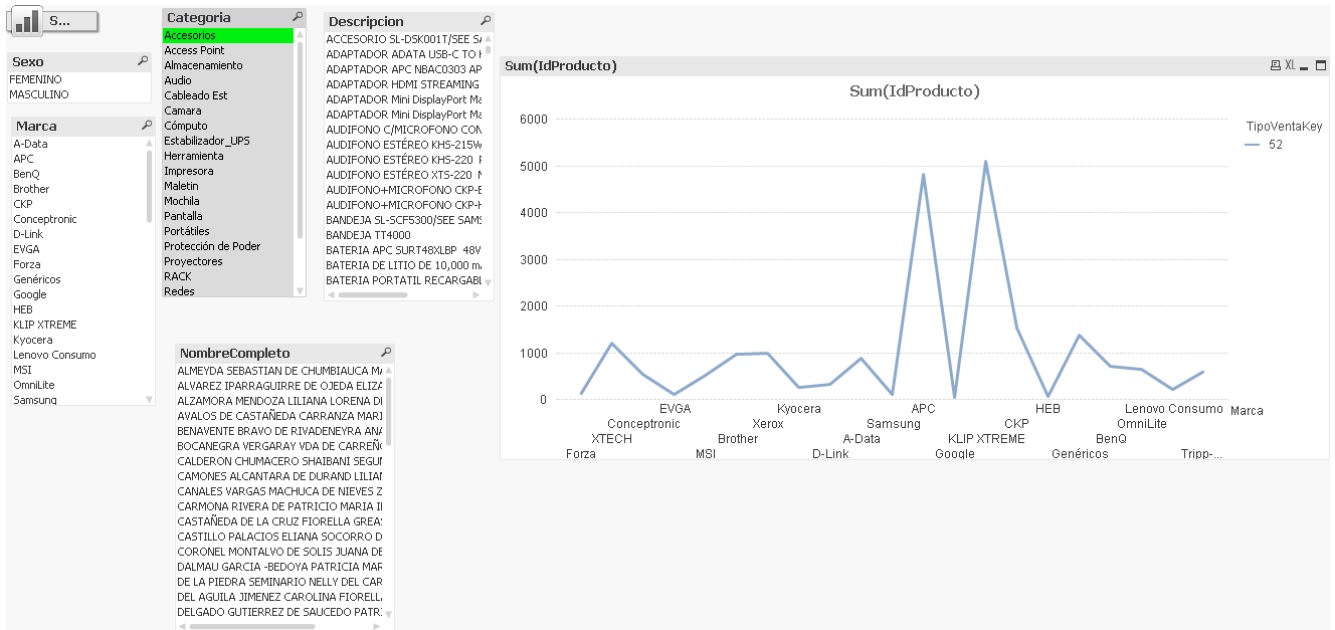 S...
Sexo
FEMENINO
MASCULINO
Marca
A-Data
APC
BenQ
Brother
CKP
Conceptronic
D-Link
EVGA
Forza
Genéricos
Google
HEB
KLIP XTREME
Kyocera
Lenovo Consumo
MSI
OmniLite
Samsung
Categoria
Accesorios
Access Point
Almacenamiento
Audio
Cableado Est
Camara
Cómputo
Estabilizador_UPS
Herramienta
Impresora
Maletin
Mochila
Pantalla
Portátiles
Protección de Poder
Proyectores
RACK
Redes
Descripcion
ACCESORIO SL-DSK001T/SEE
ADAPTADOR ADATA USB-C TO
ADAPTADOR APC NBAC0303 AP
ADAPTADOR HDMI STREAMING
ADAPTADOR Mini DisplayPort
ADAPTADOR Mini DisplayPort
AUDIFONO C/MICROFONO CON
AUDIFONO ESTÉREO
AUDIFONO ESTÉREO KHS-220
AUDIFONO ESTÉREO XTS-220
AUDIFONO+MICROFONO
AUDIFONO+MICROFONO
BANDEJA SL-SCF5300/SEE
BANDEJA TT4000
BATERIA APC SURT48XLBP 48V
BATERIA DE LITIO DE 10,000
BATERIA PORTATIL
NombreCompleto
ALMEYDA SEBASTIAN DE CHUMBIAUCA
ALVAREZ IPARRAGUIRRE DE OJEDA
ALZAMORA MENDOZA LILIANA LORENA
AVALOS DE CASTAÑEDA CARRANZA
BENAVENTE BRAVO DE RIVADENEYRA
BOCANEGRA VERGARAY VDA DE
CALDERON CHUMACERO SHAIBANI
CAMONES ALCANTARA DE DURAND
CANALES VARGAS MACHUCA DE NIEVES
CARMONA RIVERA DE PATRICIO MARIA
CASTAÑEDA DE LA CRUZ FIORELLA
CASTILLO PALACIOS ELIANA SOCORRO
CORONEL MONTALVO DE SOLIS JUANA
DALMAU GARCIA -BEDOYA PATRICIA
DE LA PIEDRA SEMINARIO NELLY DEL
DEL AGUILA JIMENEZ CAROLINA
DELGADO GUTIERREZ DE SAUCEDO
Sum(IdProducto)
XL
Sum(IdProducto)
6000
5000
4000
3000
2000
1000
0
TipoVentaKey
52
EVGA Kyocera APC HEB Lenovo Consumo Marca
Conceptronic Xerox Samsung CKP OmniLite
XTECH Brother A-Data KLIP XTREME BenQ
Forza MSI D-Link Google Genéricos Tripp-...